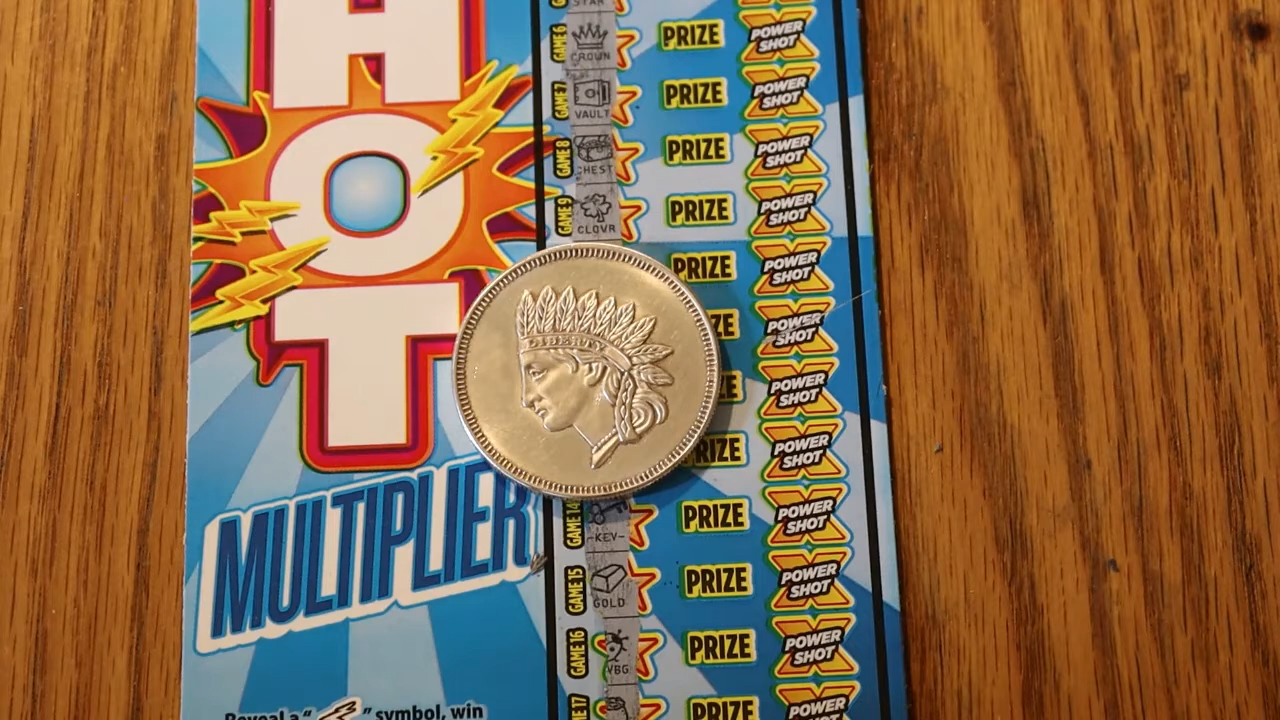 HOT
MULTIPLIER
Reveal a " " symbol, win
STAR
GAME 6 CROWN PRIZE POWER SHOT
GAME 7 VAULT PRIZE POWER SHOT
GAME 8 CHEST PRIZE POWER SHOT
GAME 9 CLOVR PRIZE POWER SHOT
PRIZE POWER SHOT
POWER SHOT
POWER SHOT
PRIZE POWER SHOT
GAME 14 KEY PRIZE POWER SHOT
GAME 15 GOLD PRIZE POWER SHOT
GAME 16 PRIZE POWER SHOT
17 PRIZE POWER SHOT
LIBERTY